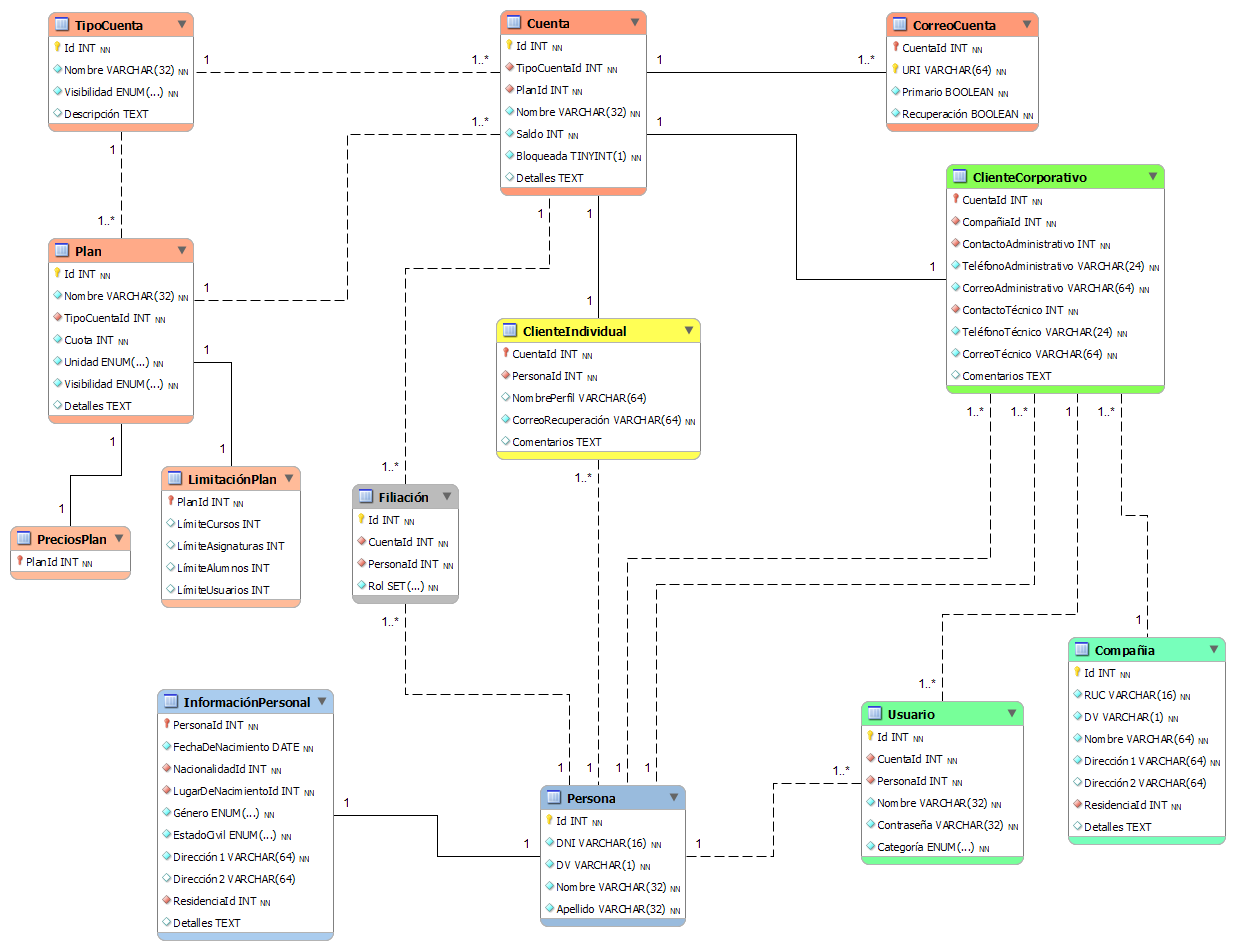 TipoCuenta
Id INT NN
Nombre VARCHAR(32) NN
Visibilidad ENUM(...) NN
Descripción TEXT
1
1..*
Cuenta
Id INT NN
TipoCuentaId INT NN
PlanId INT NN
Nombre VARCHAR(32) NN
Saldo INT NN
Bloqueada TINYINT(1) NN
Detalles TEXT
1
1..*
CorreoCuenta
CuentaId INT NN
URI VARCHAR(64) NN
Primario BOOLEAN NN
Recuperación BOOLEAN NN
1..*
1
1
1..*
1
1
ClienteCorporativo
CuentaId INT NN
CompañiaId INT NN
ContactoAdministrativo INT NN
TeléfonoAdministrativo VARCHAR(24) NN
CorreoAdministrativo VARCHAR(64) NN
ContactoTécnico INT NN
TeléfonoTécnico VARCHAR(24) NN
CorreoTécnico VARCHAR(64) NN
Comentarios TEXT
1
Plan
Id INT NN
Nombre VARCHAR(32) NN
TipoCuentaId INT NN
Cuota INT NN
Unidad ENUM(...) NN
Visibilidad ENUM(...) NN
Detalles TEXT
1
1
1
ClienteIndividual
CuentaId INT NN
PersonaId INT NN
NombrePerfil VARCHAR(64)
CorreoRecuperación VARCHAR(64) NN
Comentarios TEXT
1..*
1..*
1
1..*
1
1
1
LimitaciónPlan
PlanId INT NN
LímiteCursos INT
LímiteAsignaturas INT
LímiteAlumnos INT
LímiteUsuarios INT
PreciosPlan
PlanId INT NN
1..*
1..*
Filiación
Id INT NN
CuentaId INT NN
PersonaId INT NN
Rol SET(...) NN
1..*
1
Compañia
Id INT NN
RUC VARCHAR(16) NN
DV VARCHAR(1) NN
Nombre VARCHAR(64) NN
Dirección1 VARCHAR(64) NN
Dirección2 VARCHAR(64)
ResidenciaId INT NN
Detalles TEXT
InformaciónPersonal
PersonaId INT NN
FechaDeNacimiento DATE NN
NacionalidadId INT NN
LugarDeNacimientoId INT NN
Género ENUM(...) NN
EstadoCivil ENUM(...) NN
Dirección1 VARCHAR(64) NN
Dirección2 VARCHAR(64)
ResidenciaId INT NN
Detalles TEXT
1
1
1
1
1
1
Persona
Id INT NN
DNI VARCHAR(16) NN
DV VARCHAR(1) NN
Nombre VARCHAR(32) NN
Apellido VARCHAR(32) NN
1
1..*
1..*
Usuario
Id INT NN
CuentaId INT NN
PersonaId INT NN
Nombre VARCHAR(32) NN
Contraseña VARCHAR(32) NN
Categoría ENUM(...) NN